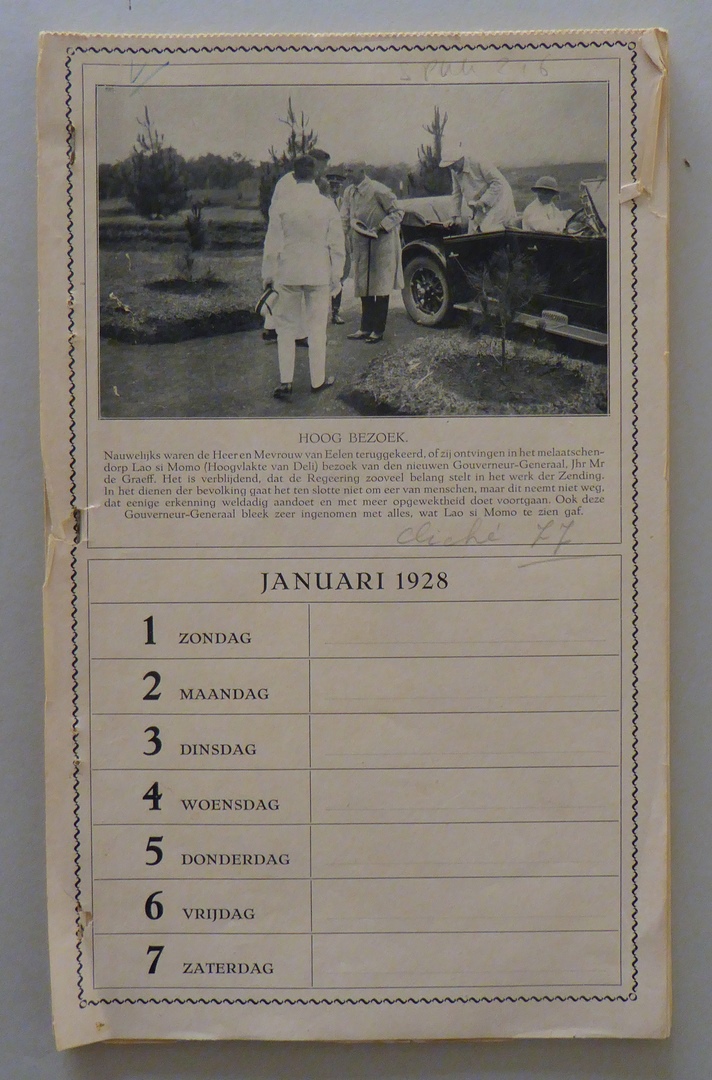 HOOG BEZOEK.
Nauwelijks waren de Heer en Mevrouw van Eelen teruggekeerd, of zij ontvingen in het melaatschen-
dorp Lao si Momo (Hoogvlakte van Deli) bezoek van den nieuwen Gouverneur-Generaal, Jhr Mr
de Graeff. Het is verblijdend, dat de Regeering zooveel belang stelt in het werk der Zending.
In het dienen der bevolking gaat het ten slotte niet om eer van menschen, maar dit neemt niet weg,
dat eenige erkenning weldadig aandoet en met meer opgewektheid doet voortgaan. Ook deze
Gouverneur-Generaal bleek zeer ingenomen met alles, wat Lao si Momo te zien gaf.
cliché 77
JANUARI 1928
1 ZONDAG
2 MAANDAG
3 DINSDAG
4 WOENSDAG
5 DONDERDAG
6 VRIJDAG
7 ZATERDAG